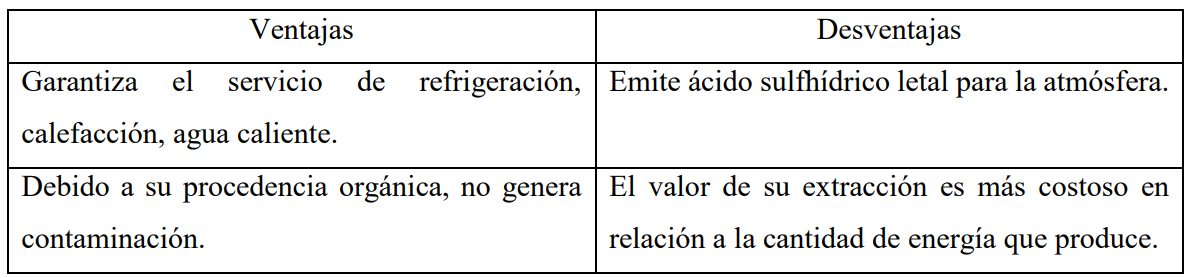 Ventajas
Desventajas
Garantiza el servicio de refrigeración,
calefacción, agua caliente.
Emite ácido sulfhídrico letal para la atmósfera.
Debido a su procedencia orgánica, no genera
contaminación.
El valor de su extracción es más costoso en
relación a la cantidad de energía que produce.